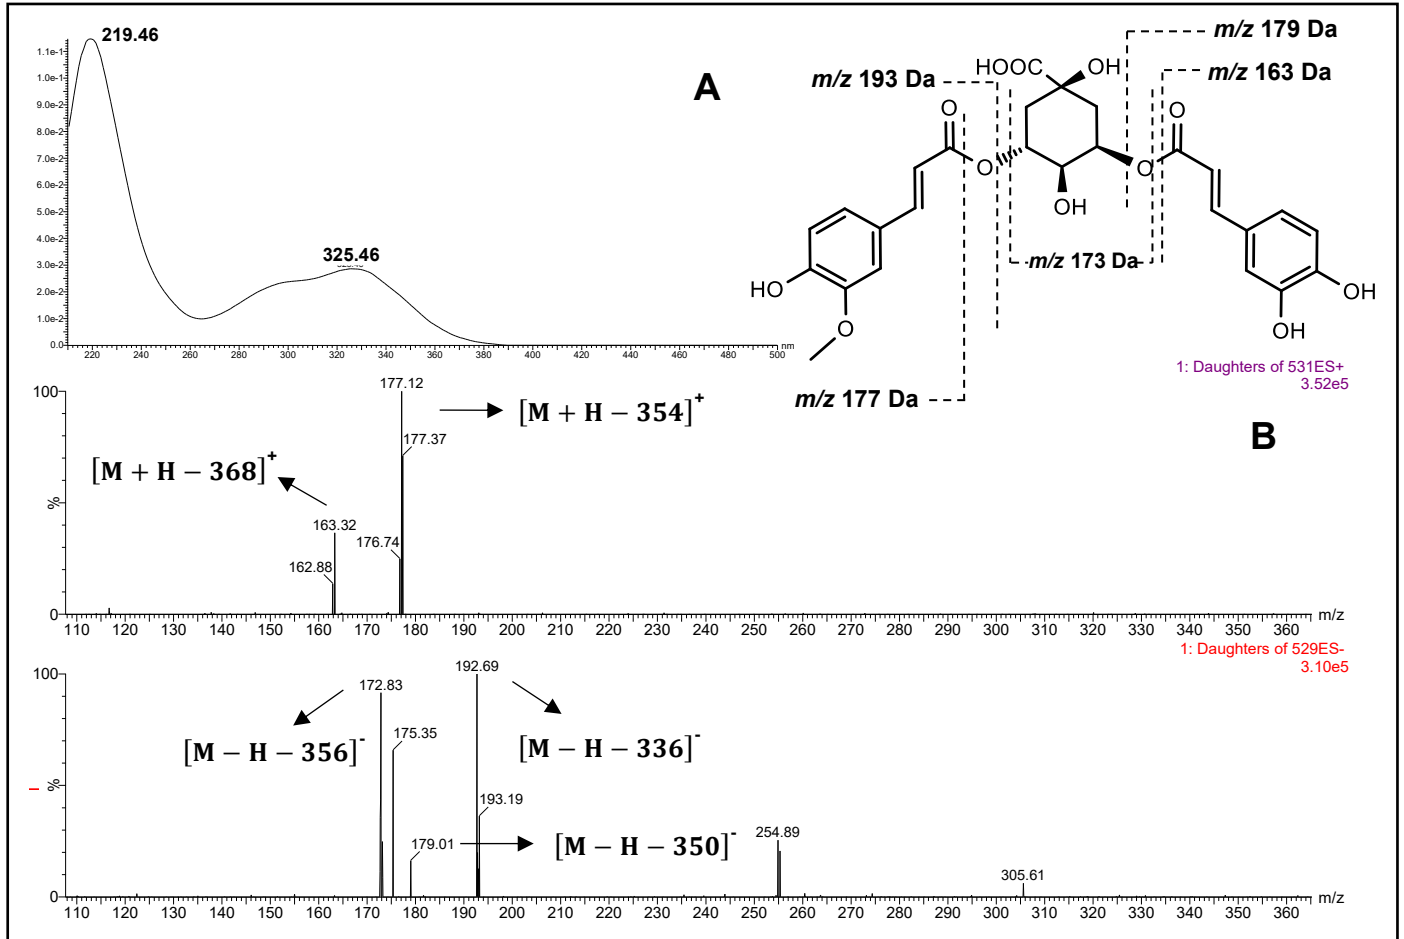 219.46
325.46
1.1e-1
1.0e-1
9.0e-2
8.0e-2
7.0e-2
6.0e-2
5.0e-2
4.0e-2
3.0e-2
2.0e-2
1.0e-2
0.0
220 240 260 280 300 320 340 360 380 400 420 440 460 480 500 nm
A
m/z 179 Da
m/z 163 Da
m/z 193 Da
HOOC OH
O O
O O
OH
m/z 173 Da
HO OH
O OH
m/z 177 Da
1: Daughters of 531ES+
3.52e5
B
100
%
0
177.12
[M + H − 354]+
177.37
[M + H − 368]+
163.32
176.74
162.88
110 120 130 140 150 160 170 180 190 200 210 220 230 240 250 260 270 280 290 300 310 320 330 340 350 360 m/z
1: Daughters of 529ES-
3.10e5
100
%
0
192.69
172.83
175.35
[M − H − 356]-
[M − H − 336]-
193.19
179.01
[M − H − 350]-
254.89
305.61
110 120 130 140 150 160 170 180 190 200 210 220 230 240 250 260 270 280 290 300 310 320 330 340 350 360 m/z